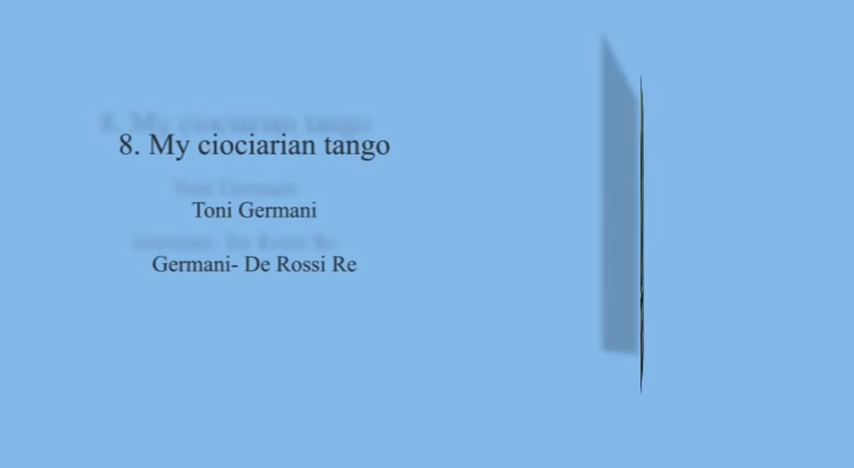 8. My ciociarian tango
Toni Germani
Germani- De Rossi Re